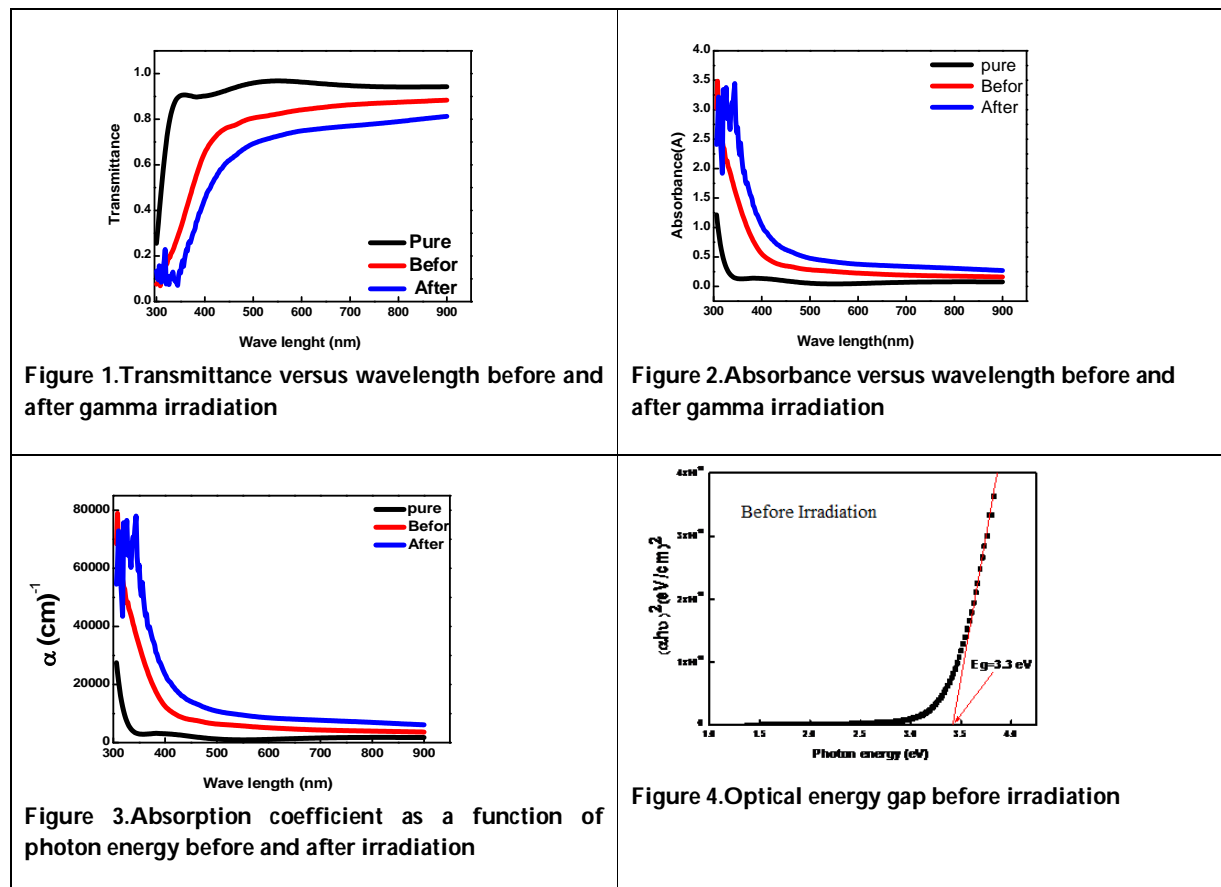 1.0
0.8
0.6
0.4
0.2
0.0
Transmittance
Pure
Befor
After
300 400 500 600 700 800 900
Wave lenght (nm)
Figure 1.Transmittance versus wavelength before and
after gamma irradiation
4.0
3.5
3.0
2.5
2.0
1.5
1.0
0.5
0.0
Absorbance(A)
pure
Befor
After
300 400 500 600 700 800 900
Wave length(nm)
Figure 2.Absorbance versus wavelength before and
after gamma irradiation
80000
60000
40000
20000
0
α (cm)-1
pure
Befor
After
300 400 500 600 700 800 900
Wave length (nm)
Figure 3.Absorption coefficient as a function of
photon energy before and after irradiation
Before Irradiation
(αhυ)2(eV/cm)2
Eg=3.3 eV
0
1.5 3.5
Photon energy (eV)
Figure 4.Optical energy gap before irradiation